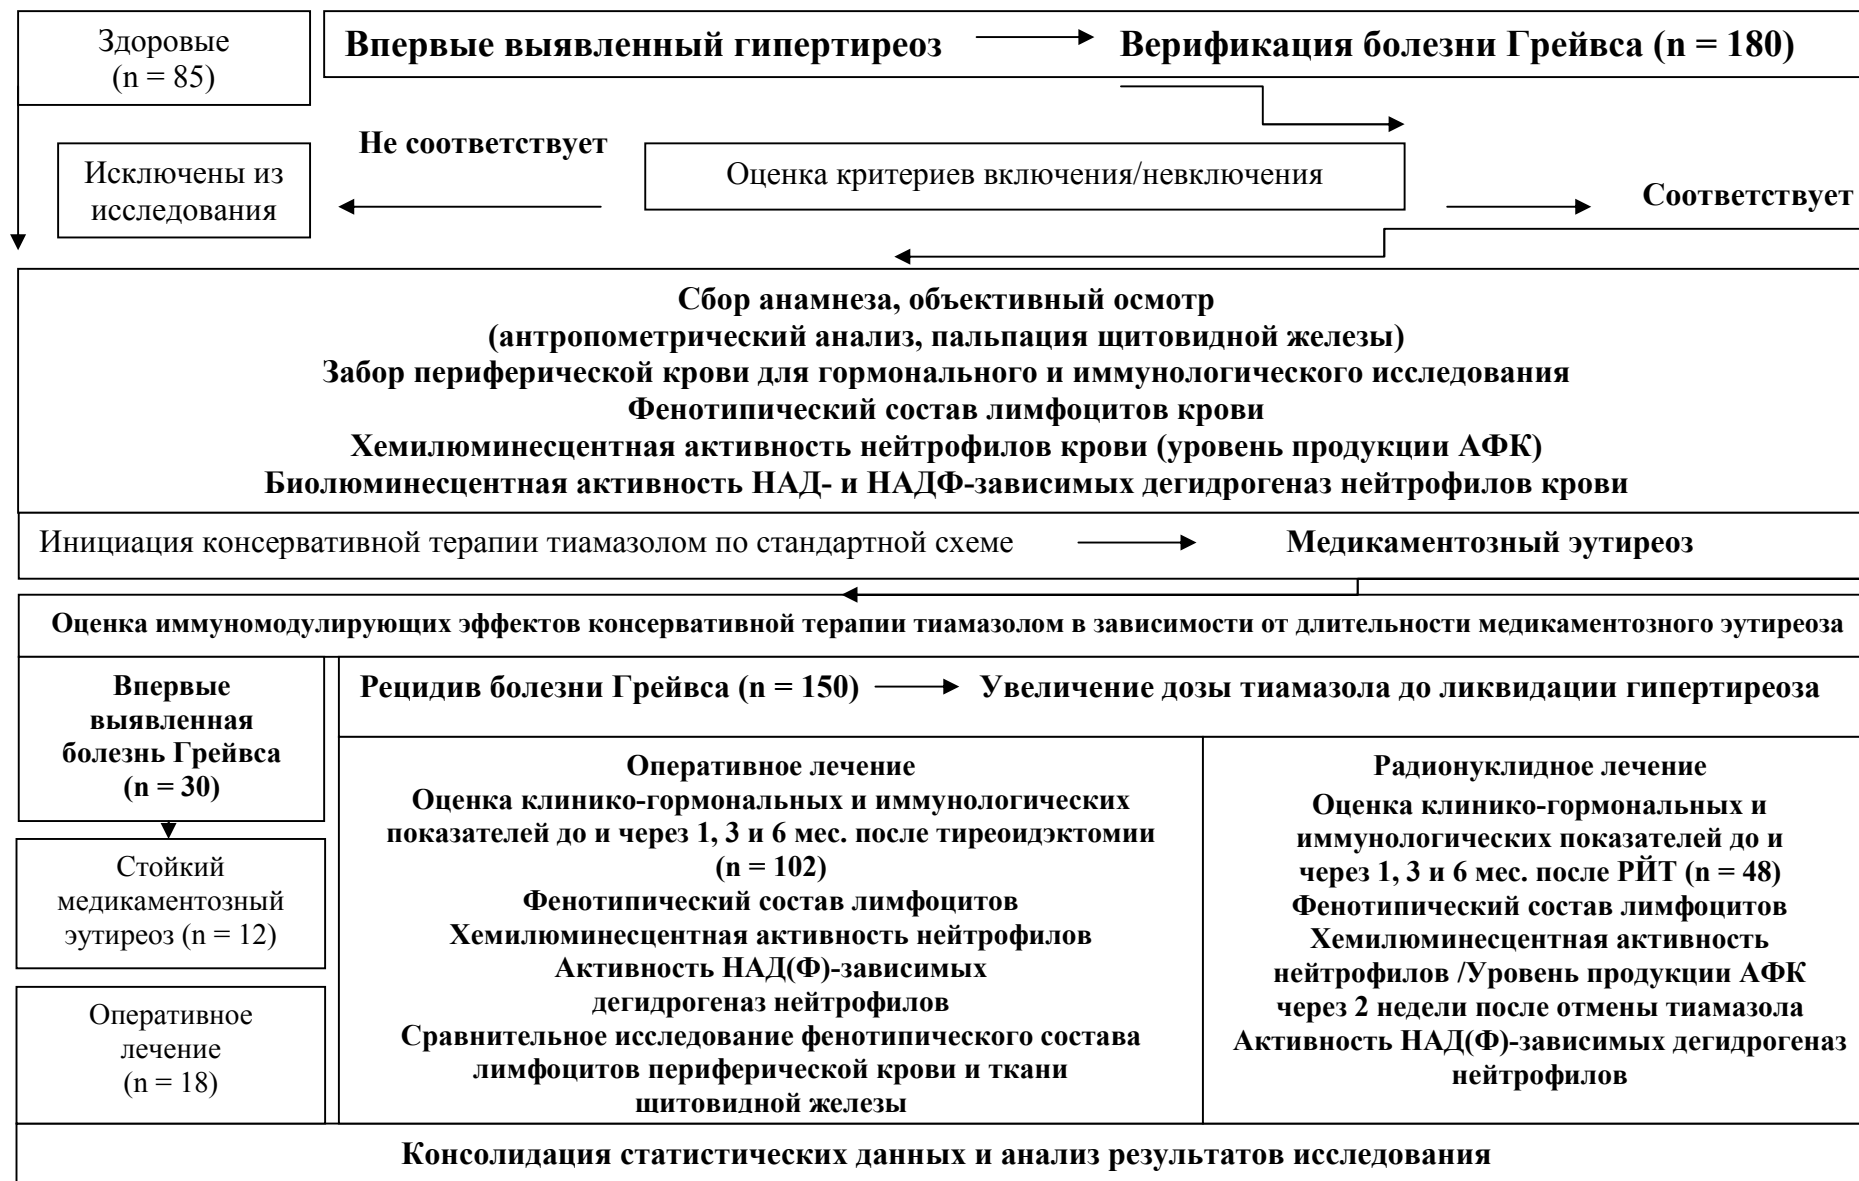 Здоровые
(n = 85)
Впервые выявленный гипертиреоз
Верификация болезни Грейвса (n = 180)
Не соответствует
Исключены из
исследования
Оценка критериев включения/невключения
Соответствует
Сбор анамнеза, объективный осмотр
(антропометрический анализ, пальпация щитовидной железы)
Забор периферической крови для гормонального и иммунологического исследования
Фенотипический состав лимфоцитов крови
Хемилюминесцентная активность нейтрофилов крови (уровень продукции АФК)
Биолюминесцентная активность НАД- и НАДФ-зависимых дегидрогеназ нейтрофилов крови
Инициация консервативной терапии тиамазолом по стандартной схеме
Медикаментозный эутиреоз
Оценка иммуномодулирующих эффектов консервативной терапии тиамазолом в зависимости от длительности медикаментозного эутиреоза
Впервые
выявленная
болезнь Грейвса
(n = 30)
Рецидив болезни Грейвса (n = 150)
Увеличение дозы тиамазола до ликвидации гипертиреоза
Стойкий
медикаментозный
эутиреоз (n = 12)
Оперативное
лечение
(n = 18)
Оперативное лечение
Оценка клинико-гормональных и иммунологических
показателей до и через 1, 3 и 6 мес. после тиреоидэктомии
(n = 102)
Фенотипический состав лимфоцитов
Хемилюминесцентная активность нейтрофилов
Активность НАД(Ф)-зависимых
дегидрогеназ нейтрофилов
Сравнительное исследование фенотипического состава
лимфоцитов периферической крови и ткани
щитовидной железы
Радионуклидное лечение
Оценка клинико-гормональных и
иммунологических показателей до и
через 1, 3 и 6 мес. после РЙТ (n = 48)
Фенотипический состав лимфоцитов
Хемилюминесцентная активность
нейтрофилов /Уровень продукции АФК
через 2 недели после отмены тиамазола
Активность НАД(Ф)-зависимых дегидрогеназ
нейтрофилов
Консолидация статистических данных и анализ результатов исследования